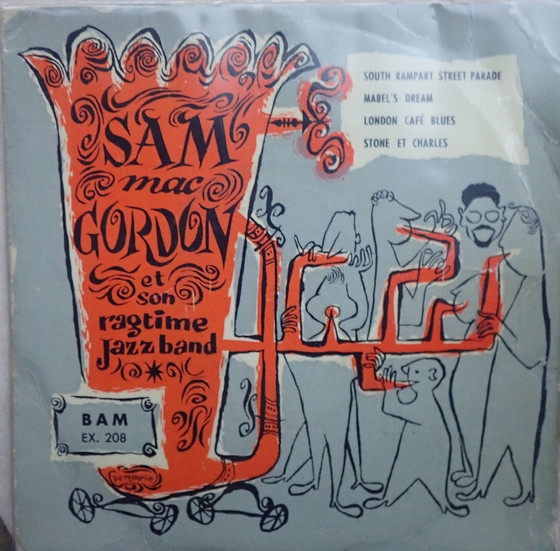 SAM
mac
GORDON
et
son
ragtime
Jazz band
SOUTH RAMPART STREET PARADE
MABEL'S DREAM
LONDON CAFÉ BLUES
STONE ET CHARLES
BAM
EX. 208